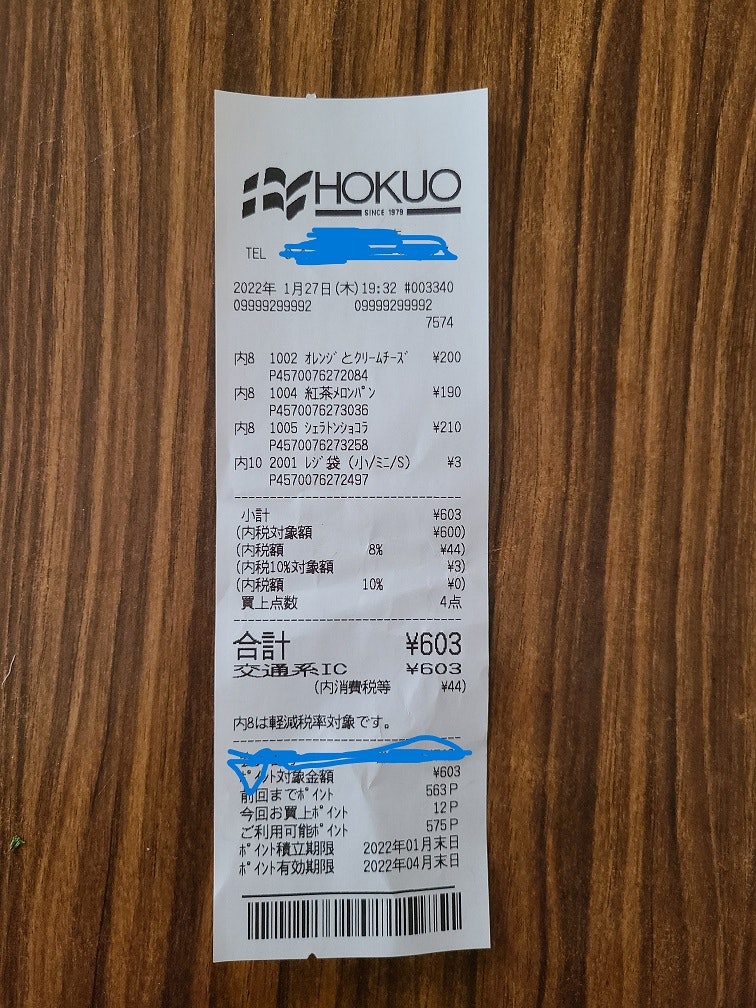 HOKUO
SINCE 1979
TEL
2022年 1月27日(木)19:32 #003340
09999299992 09999299992
7574
内8 1002 ｵﾚﾝｼﾞとｸﾘｰﾑﾁｰｽﾞ ¥200
P4570076272084
内8 1004 紅茶ﾒﾛﾝﾊﾟﾝ ¥190
P4570076273036
内8 1005 ｼｪﾗﾄﾝｼｮｺﾗ ¥210
P4570076273258
内10 2001 ﾚｼﾞ袋 (小/ﾐﾆ/S) ¥3
P4570076272497
小計 ¥603
(内税対象額 ¥600)
(内税額 8% ¥44)
(内税10%対象額 ¥3)
(内税額 10% ¥0)
買上点数 4点
合計 ¥603
交通系IC ¥603
(内消費税等 ¥44)
内8は軽減税率対象です。
ﾎﾟｲﾝﾄ対象金額 ¥603
前回までﾎﾟｲﾝﾄ 563P
今回お買上ﾎﾟｲﾝﾄ 12P
ご利用可能ﾎﾟｲﾝﾄ 575P
ﾎﾟｲﾝﾄ積立期限 2022年01月末日
ﾎﾟｲﾝﾄ有効期限 2022年04月末日